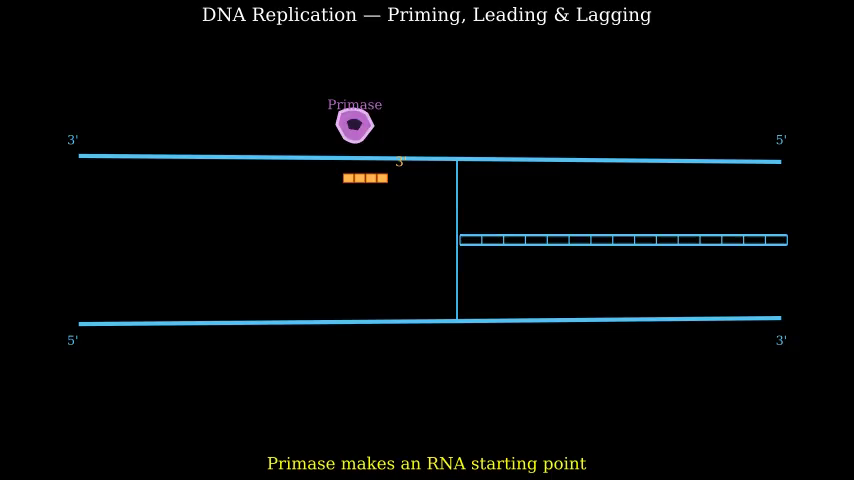 DNA Replication — Priming, Leading & Lagging
Primase
3'
5'
3'
5'
3'
Primase makes an RNA starting point